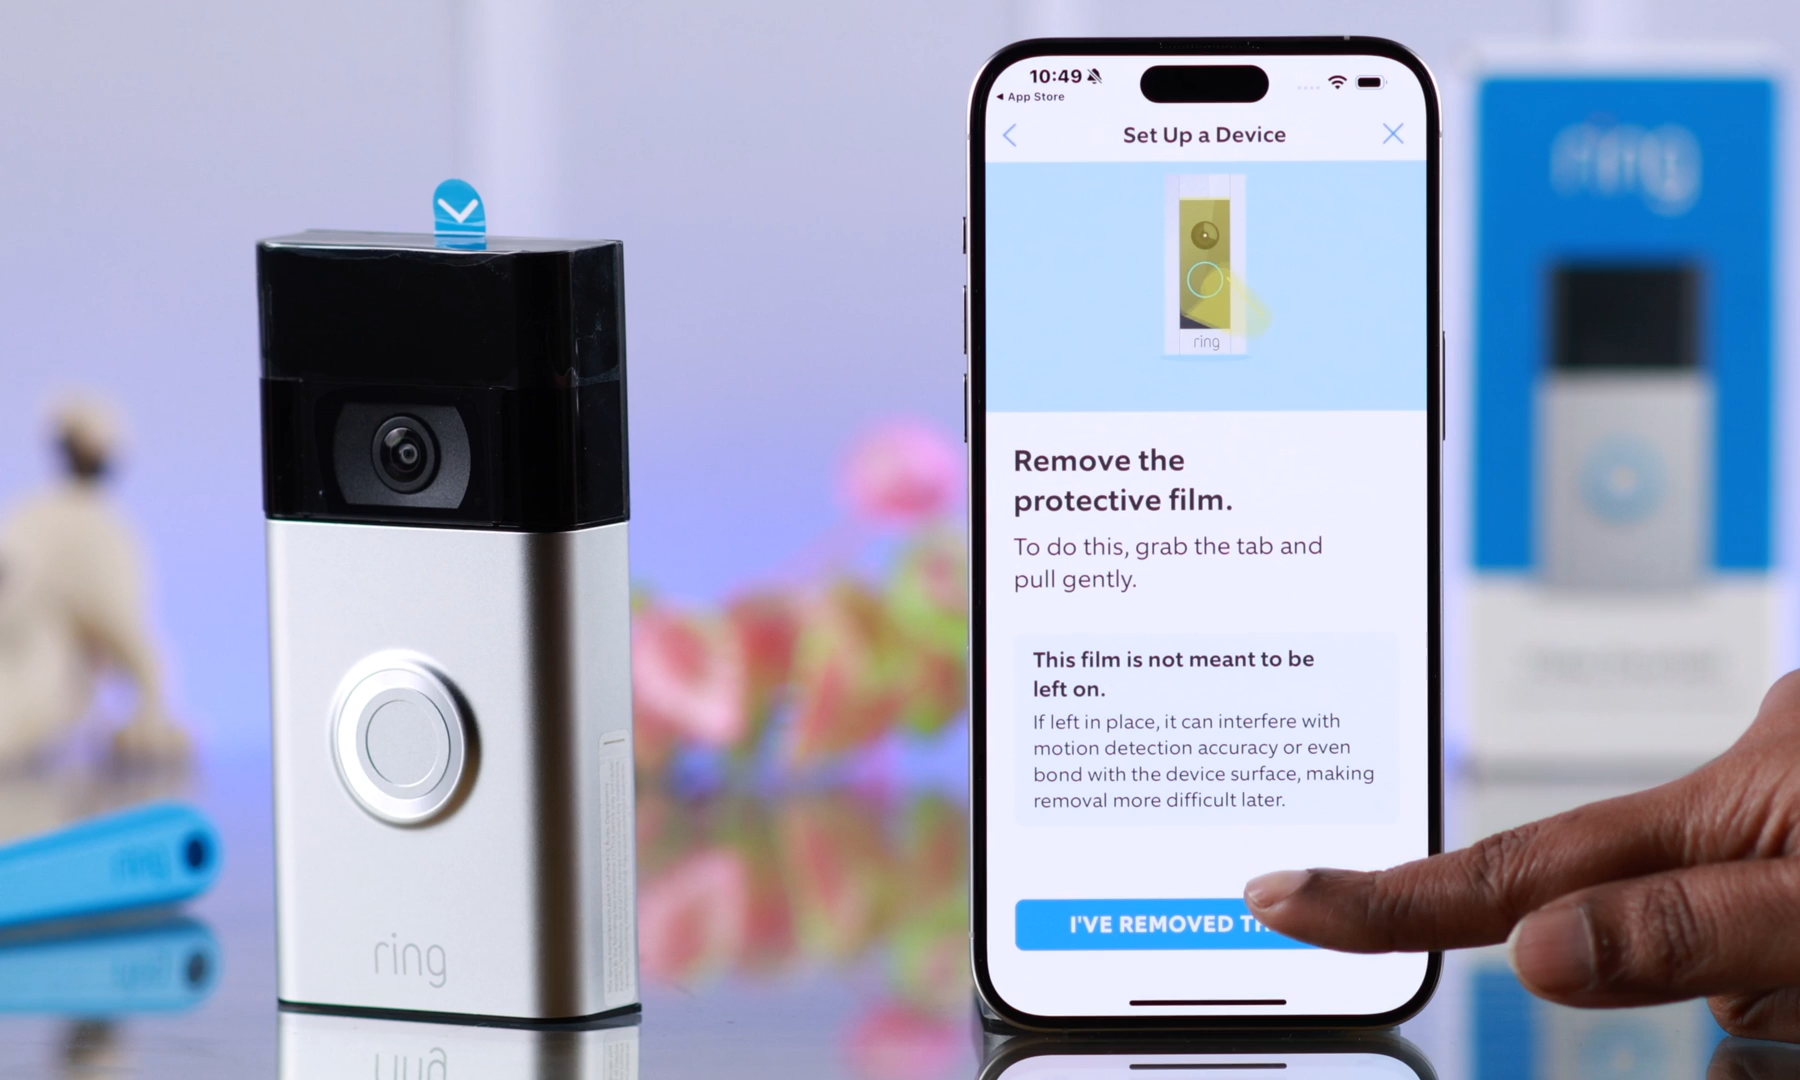 10:49
App Store
Set Up a Device
ring
Remove the
protective film.
To do this, grab the tab and
pull gently.
This film is not meant to be
left on.
If left in place, it can interfere with
motion detection accuracy or even
bond with the device surface, making
removal more difficult later.
I'VE REMOVED
ring
ring
ring